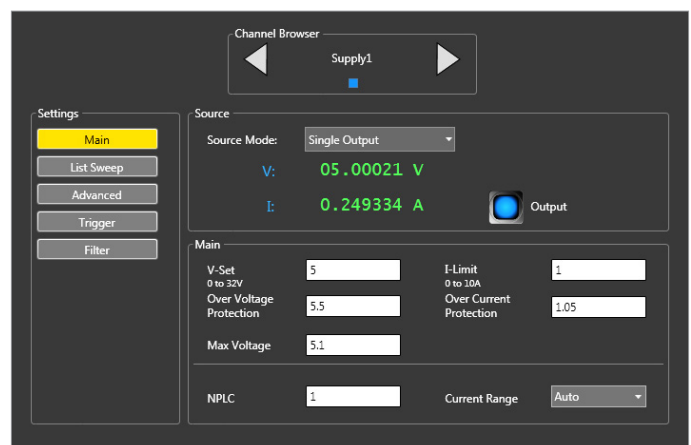 Channel Browser
Supply1
Settings
Main
List Sweep
Advanced
Trigger
Filter
Source
Source Mode: Single Output
V: 05.00021 V
I: 0.249334 A
Output
Main
V-Set 5
0 to 32V
I-Limit 1
0 to 10A
Over Voltage
Protection 5.5
Over Current
Protection 1.05
Max Voltage 5.1
NPLC 1
Current Range Auto